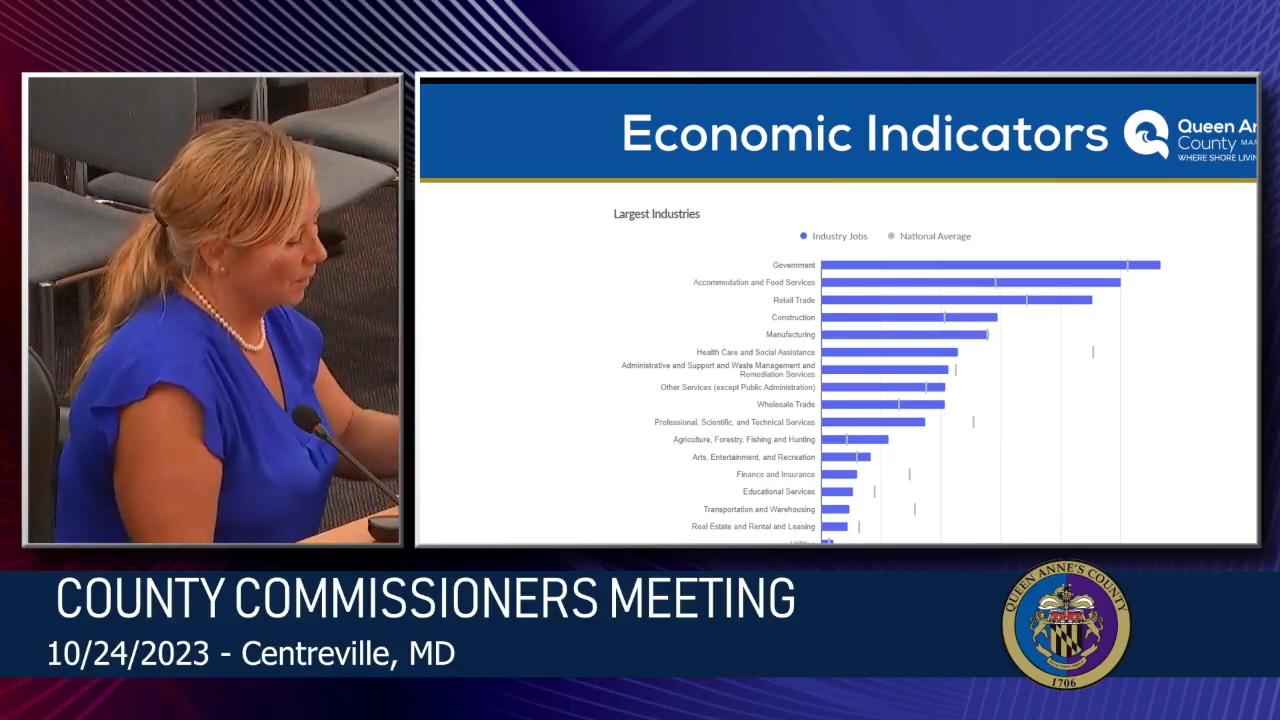 Economic Indicators
Queen Ar
County MAR
WHERE SHORE LIVIN
Largest Industries
Industry Jobs
National Average
Government
Accommodation and Food Services
Retail Trade
Construction
Manufacturing
Health Care and Social Assistance
Administrative and Support and Waste Management and
Remediation Services
Other Services (except Public Administration)
Wholesale Trade
Professional, Scientific, and Technical Services
Agriculture, Forestry, Fishing and Hunting
Arts, Entertainment, and Recreation
Finance and Insurance
Educational Services
Transportation and Warehousing
Real Estate and Rental and Leasing
Utilities
COUNTY COMMISSIONERS MEETING
10/24/2023 - Centreville, MD
QUEEN ANNE'S COUNTY
1706